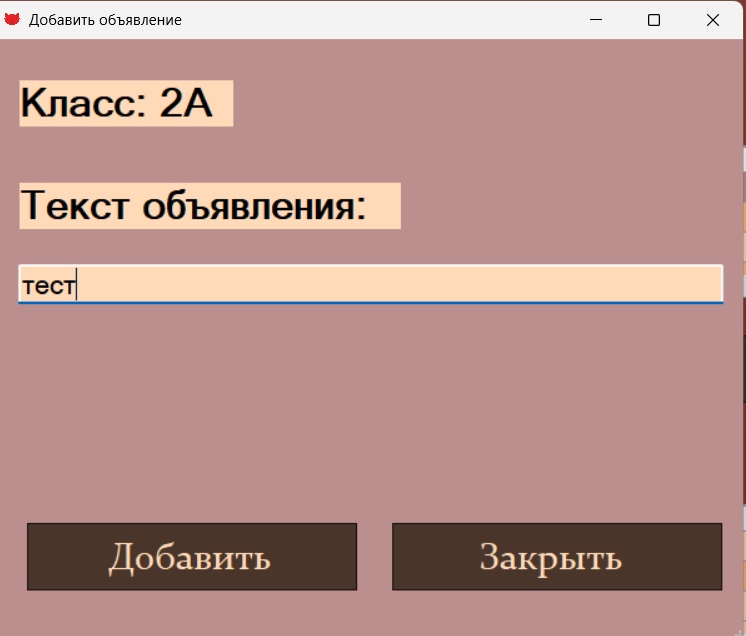 Добавить объявление
Класс: 2А
Текст объявления:
тест
Добавить
Закрыть